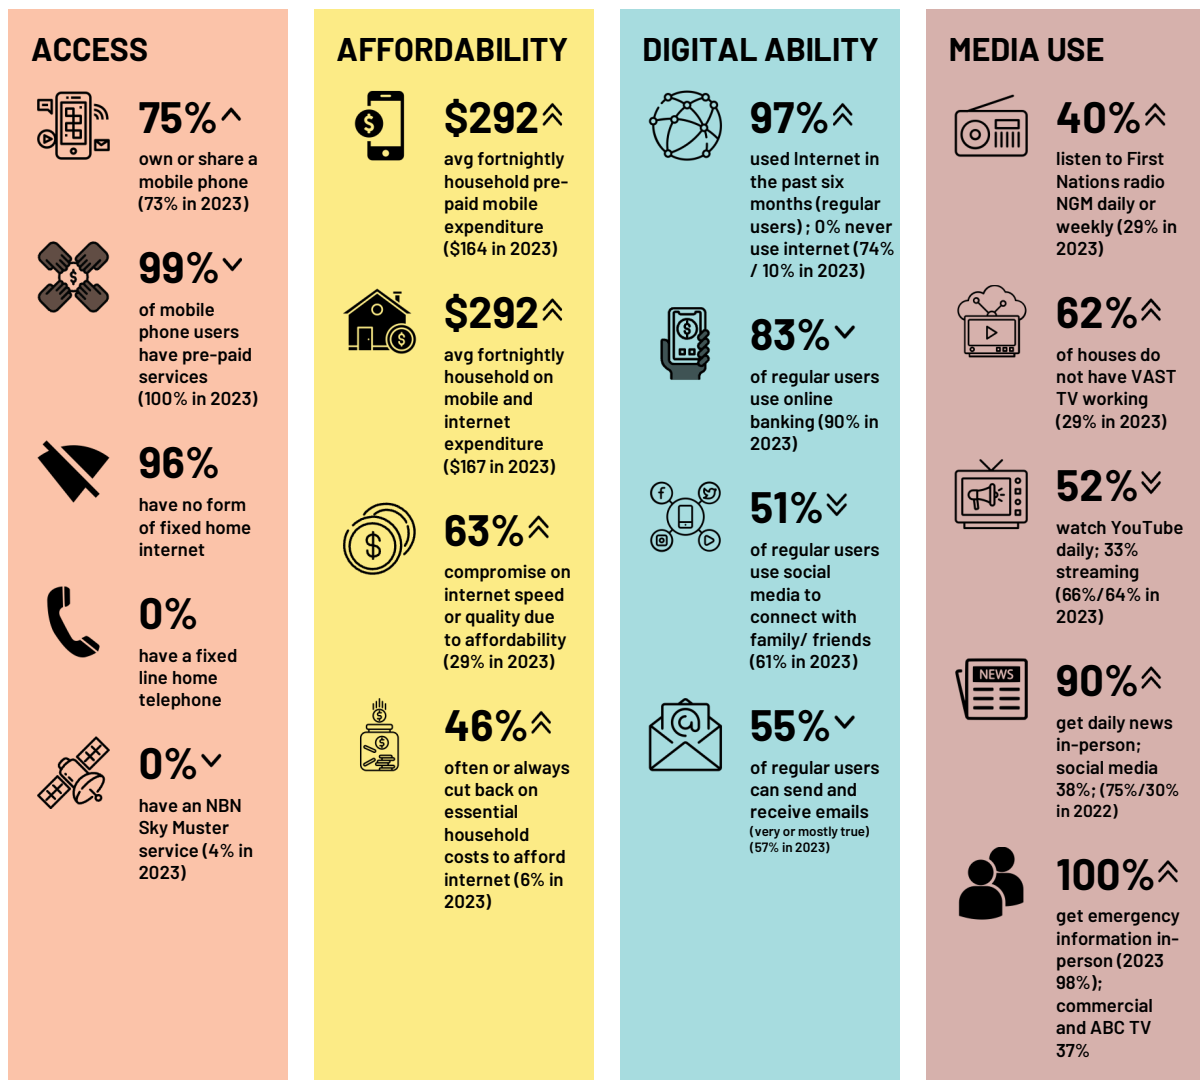 ACCESS
75%
own or share a
mobile phone
(73% in 2023)
99%
of mobile
phone users
have pre-paid
services
(100% in 2023)
96%
have no form
of fixed home
internet
0%
have a fixed
line home
telephone
0%
have an NBN
Sky Muster
service (4% in
2023)
AFFORDABILITY
$292
avg fortnightly
household pre-
paid mobile
expenditure
($164 in 2023)
$292
avg fortnightly
household on
mobile and
internet
expenditure
($167 in 2023)
63%
compromise on
internet speed
or quality due
to affordability
(29% in 2023)
46%
often or always
cut back on
essential
household
costs to afford
internet (6% in
2023)
DIGITAL ABILITY
97%
used Internet in
the past six
months (regular
users) ; 0% never
use internet (74%
/ 10% in 2023)
83%
of regular users
use online
banking (90% in
2023)
51%
of regular users
use social
media to
connect with
family/ friends
(61% in 2023)
55%
of regular users
can send and
receive emails
(very or mostly true)
(57% in 2023)
MEDIA USE
40%
listen to First
Nations radio
NGM daily or
weekly (29% in
2023)
62%
of houses do
not have VAST
TV working
(29% in 2023)
52%
watch YouTube
daily; 33%
streaming
(66%/64% in
2023)
NEWS
90%
get daily news
in-person;
social media
38%; (75%/30%
in 2022)
100%
get emergency
information in-
person (2023
98%);
commercial
and ABC TV
37%